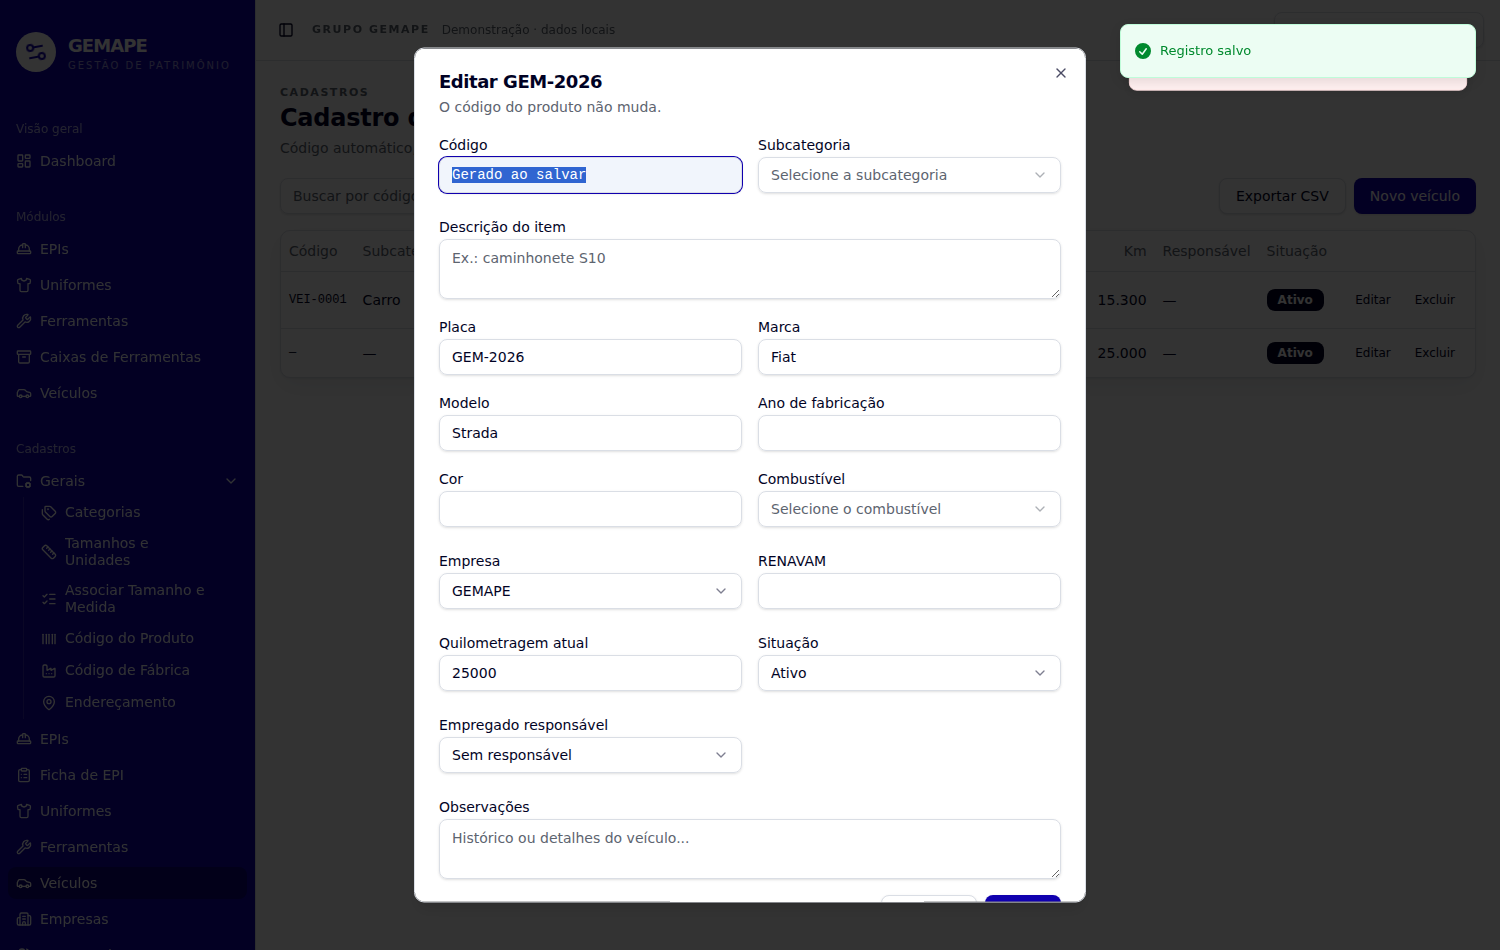 GEMAPE
GESTÃO DE PATRIMÔNIO
Visão geral
Dashboard
Módulos
EPIs
Uniformes
Ferramentas
Caixas de Ferramentas
Veículos
Cadastros
Gerais
Categorias
Tamanhos e
Unidades
Associar Tamanho e
Medida
Código do Produto
Código de Fábrica
Endereçamento
EPIs
Ficha de EPI
Uniformes
Ferramentas
Veículos
Empresas
GRUPO GEMAPE Demonstração · dados locais
CADASTROS
Cadastro
Código automático
Buscar por código
Exportar CSV
Novo veículo
Código Km Responsável Situação
VEI-0001 Carro 15.300 — Ativo Editar Excluir
— — 25.000 — Ativo Editar Excluir
Registro salvo
Editar GEM-2026
O código do produto não muda.
Código
Gerado ao salvar
Subcategoria
Selecione a subcategoria
Descrição do item
Ex.: caminhonete S10
Placa
GEM-2026
Marca
Fiat
Modelo
Strada
Ano de fabricação
Cor
Combustível
Selecione o combustível
Empresa
GEMAPE
RENAVAM
Quilometragem atual
25000
Situação
Ativo
Empregado responsável
Sem responsável
Observações
Histórico ou detalhes do veículo...